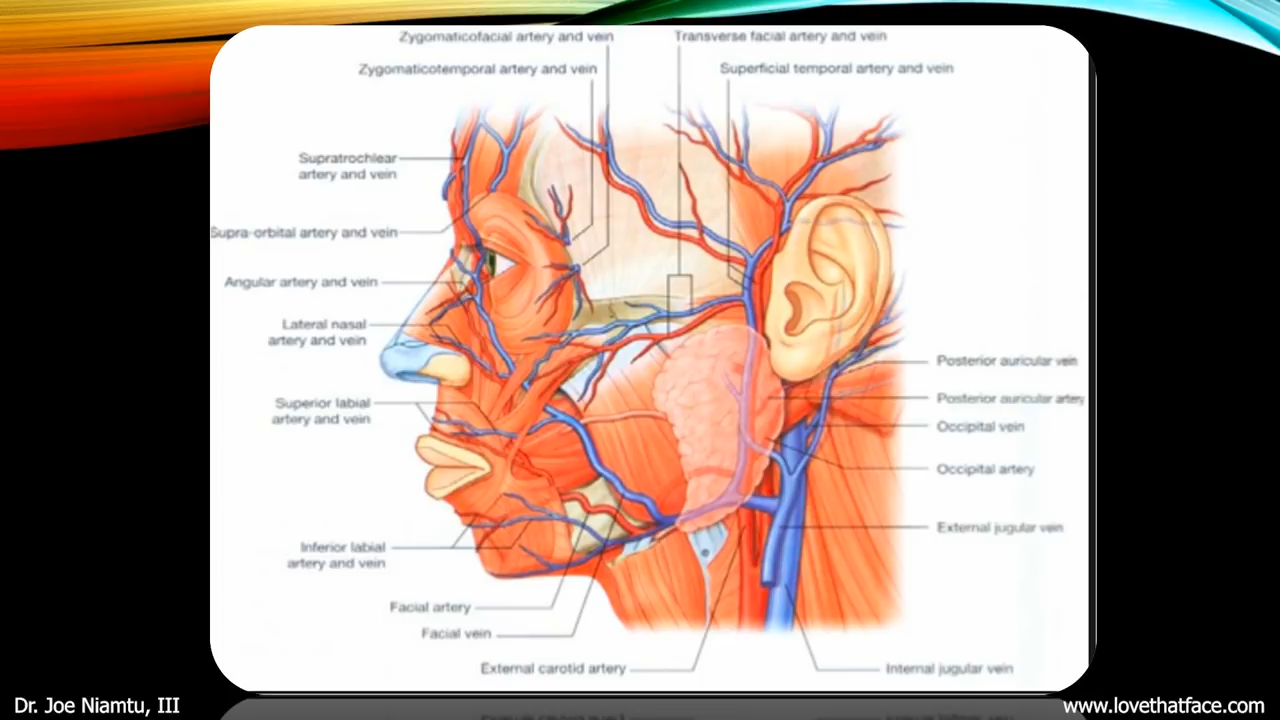 Zygomaticofacial artery and vein
Transverse facial artery and vein
Zygomaticotemporal artery and vein
Superficial temporal artery and vein
Supratrochlear
artery and vein
Supra-orbital artery and vein
Angular artery and vein
Lateral nasal
artery and vein
Posterior auricular vein
Posterior auricular artery
Superior labial
artery and vein
Occipital vein
Occipital artery
External jugular vein
Inferior labial
artery and vein
Facial artery
Facial vein
External carotid artery
Internal jugular vein
Dr. Joe Niamtu, III
www.lovethatface.com